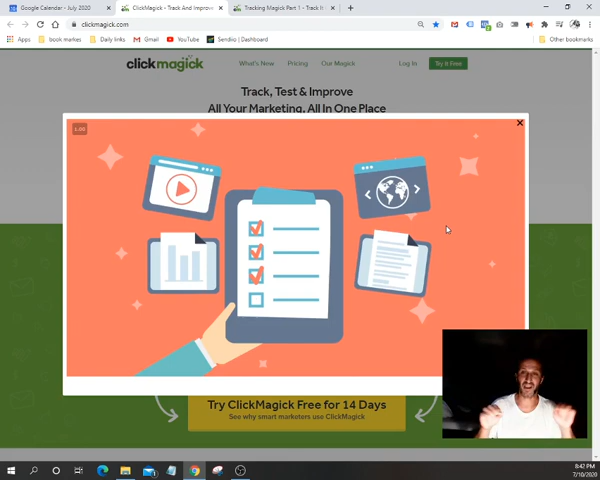 Google Calendar - July 2020
ClickMagick - Track And Improve
Tracking Magick Part 1 - Track It
clickmagick.com
Apps
book markes
Daily links
Gmail
YouTube
Sendiio | Dashboard
Other bookmarks
clickmagick
What's New
Pricing
Our Magick
Log In
Try It Free
Track, Test & Improve
All Your Marketing, All In One Place
1:05
Try ClickMagick Free for 14 Days
See why smart marketers use ClickMagick
8:42 PM
7/10/2020